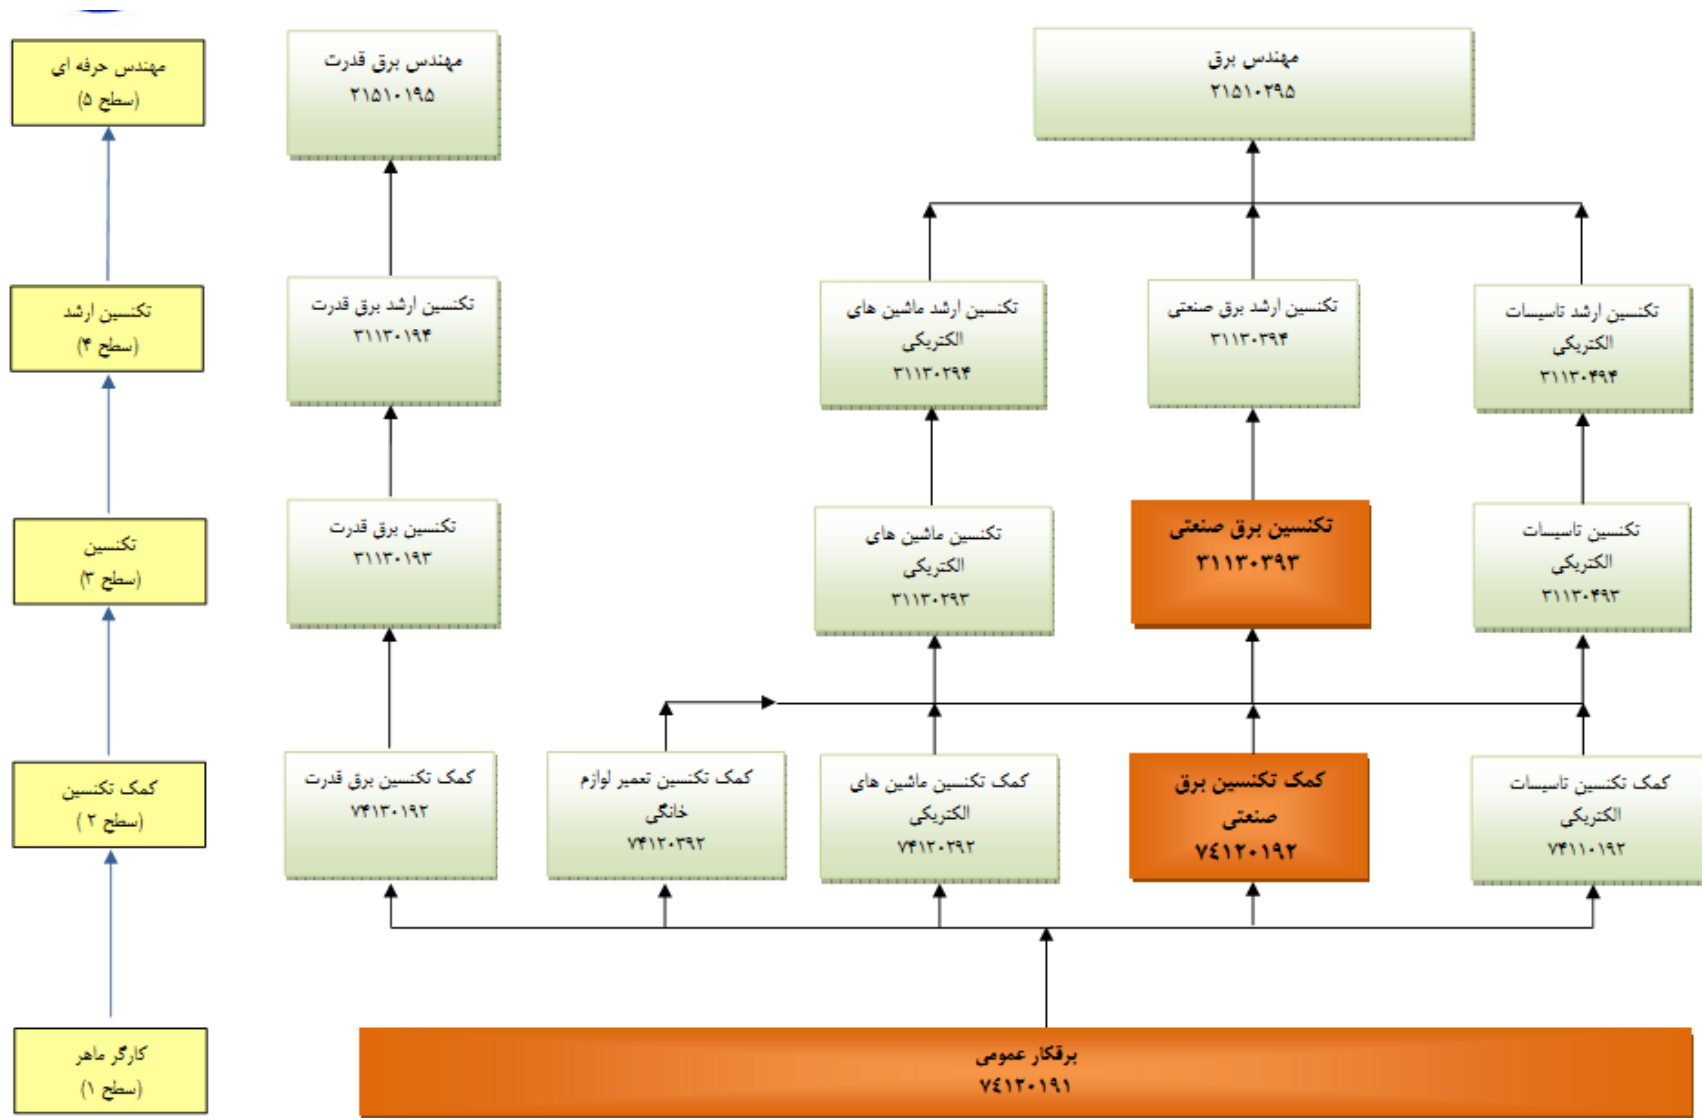 مهندس حرفه ای
(سطح ۵)
مهندس برق قدرت
۲۱۵۱۰۱۹۵
مهندس برق
۲۱۵۱۰۲۹۵
تکنسین ارشد
(سطح ۴)
تکنسین ارشد برق قدرت
۳۱۱۳۰۱۹۴
تکنسین ارشد ماشین های
الکتریکی
۳۱۱۳۰۲۹۴
تکنسین ارشد برق صنعتی
۳۱۱۳۰۳۹۴
تکنسین ارشد تاسیسات
الکتریکی
۳۱۱۳۰۴۹۴
تکنسین
(سطح ۳)
تکنسین برق قدرت
۳۱۱۳۰۱۹۳
تکنسین ماشین های
الکتریکی
۳۱۱۳۰۲۹۳
تکنسین برق صنعتی
۳۱۱۳۰۳۹۳
تکنسین تاسیسات
الکتریکی
۳۱۱۳۰۴۹۳
کمک تکنسین
(سطح ۲ )
کمک تکنسین برق قدرت
۷۴۱۳۰۱۹۲
کمک تکنسین تعمیر لوازم
خانگی
۷۴۱۲۰۳۹۲
کمک تکنسین ماشین های
الکتریکی
۷۴۱۲۰۲۹۲
کمک تکنسین برق
صنعتی
۷٤۱۲۰۱۹۲
کمک تکنسین تاسیسات
الکتریکی
۷۴۱۱۰۱۹۲
کارگر ماهر
(سطح ۱)
برقکار عمومی
۷٤۱۲۰۱۹۱